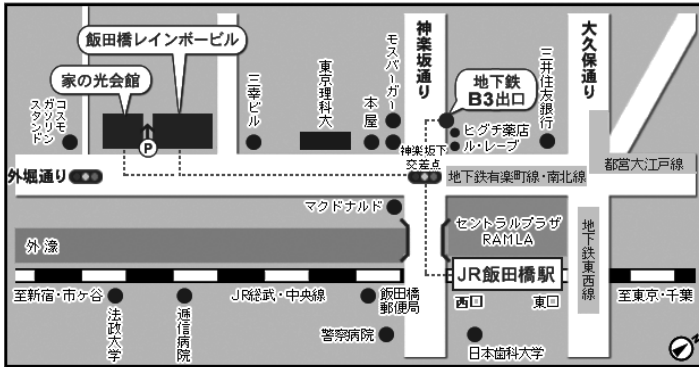 飯田橋レインボービル
家の光会館
コスモ
ガソリン
スタンド
P
三幸ビル
東京理科大
本屋
モスバーガー
神楽坂通り
地下鉄
B3出口
ヒグチ薬店
ル・レーブ
三井住友銀行
大久保通り
外堀通り
神楽坂下
交差点
地下鉄有楽町線・南北線
都営大江戸線
マクドナルド
セントラルプラザ
RAMLA
外濠
地下鉄東西線
JR飯田橋駅
至新宿・市ヶ谷
JR総武・中央線
飯田橋
郵便局
西口
東口
至東京・千葉
法政大学
逓信病院
警察病院
日本歯科大学